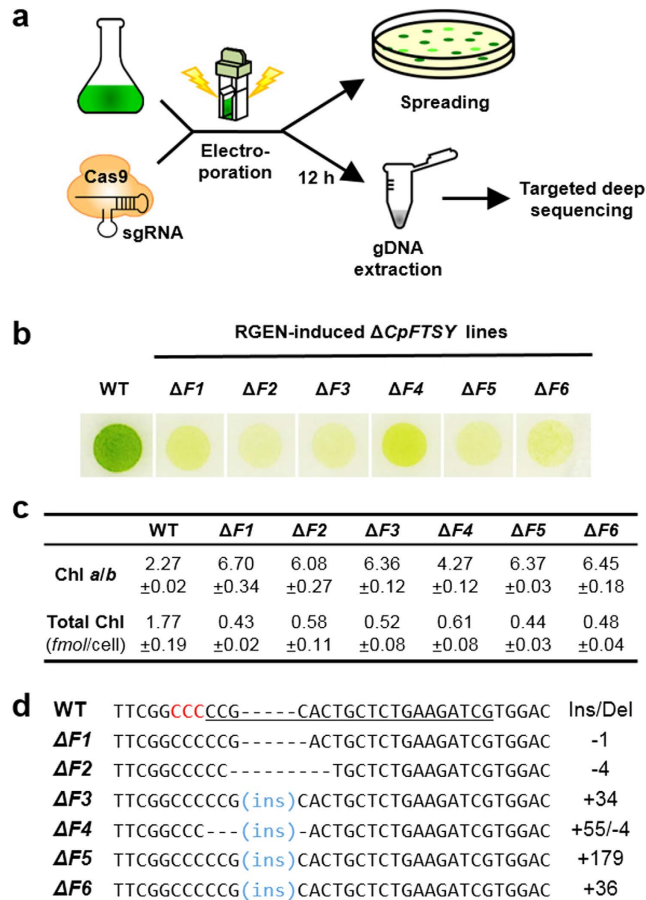 a
Cas9
sgRNA
Electro-
poration
12 h
Spreading
gDNA
extraction
Targeted deep
sequencing
b
RGEN-induced ΔCpFTSY lines
WT ΔF1 ΔF2 ΔF3 ΔF4 ΔF5 ΔF6
c
WT ΔF1 ΔF2 ΔF3 ΔF4 ΔF5 ΔF6
Chl a/b 2.27 6.70 6.08 6.36 4.27 6.37 6.45
±0.02 ±0.34 ±0.27 ±0.12 ±0.12 ±0.03 ±0.18
Total Chl 1.77 0.43 0.58 0.52 0.61 0.44 0.48
(fmol/cell) ±0.19 ±0.02 ±0.11 ±0.08 ±0.08 ±0.03 ±0.04
d
WT TTCGGCCCCCG-----CACTGCTCTGAAGATCGTGGAC Ins/Del
ΔF1 TTCGGCCCCCG------ACTGCTCTGAAGATCGTGGAC -1
ΔF2 TTCGGCCCCC---------TGCTCTGAAGATCGTGGAC -4
ΔF3 TTCGGCCCCCG(ins)CACTGCTCTGAAGATCGTGGAC +34
ΔF4 TTCGGCCC---(ins)-ACTGCTCTGAAGATCGTGGAC +55/-4
ΔF5 TTCGGCCCCCG(ins)CACTGCTCTGAAGATCGTGGAC +179
ΔF6 TTCGGCCCCCG(ins)CACTGCTCTGAAGATCGTGGAC +36